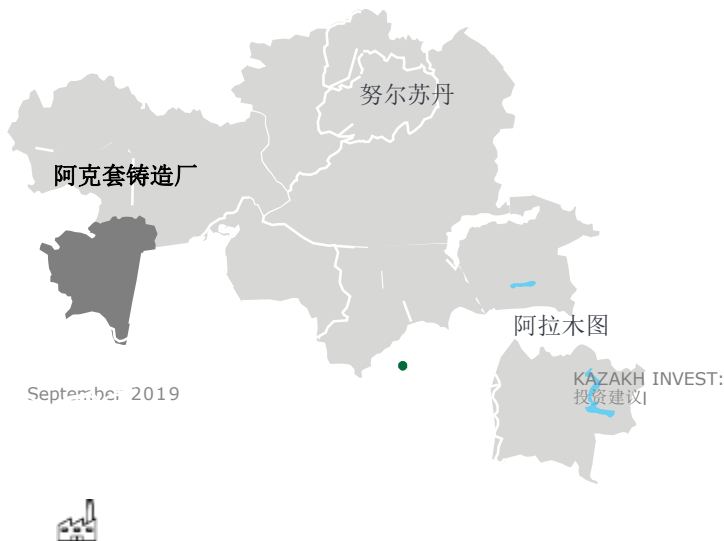 努尔苏丹
阿克套铸造厂
阿拉木图
KAZAKH INVEST:
投资建议|
September 2019